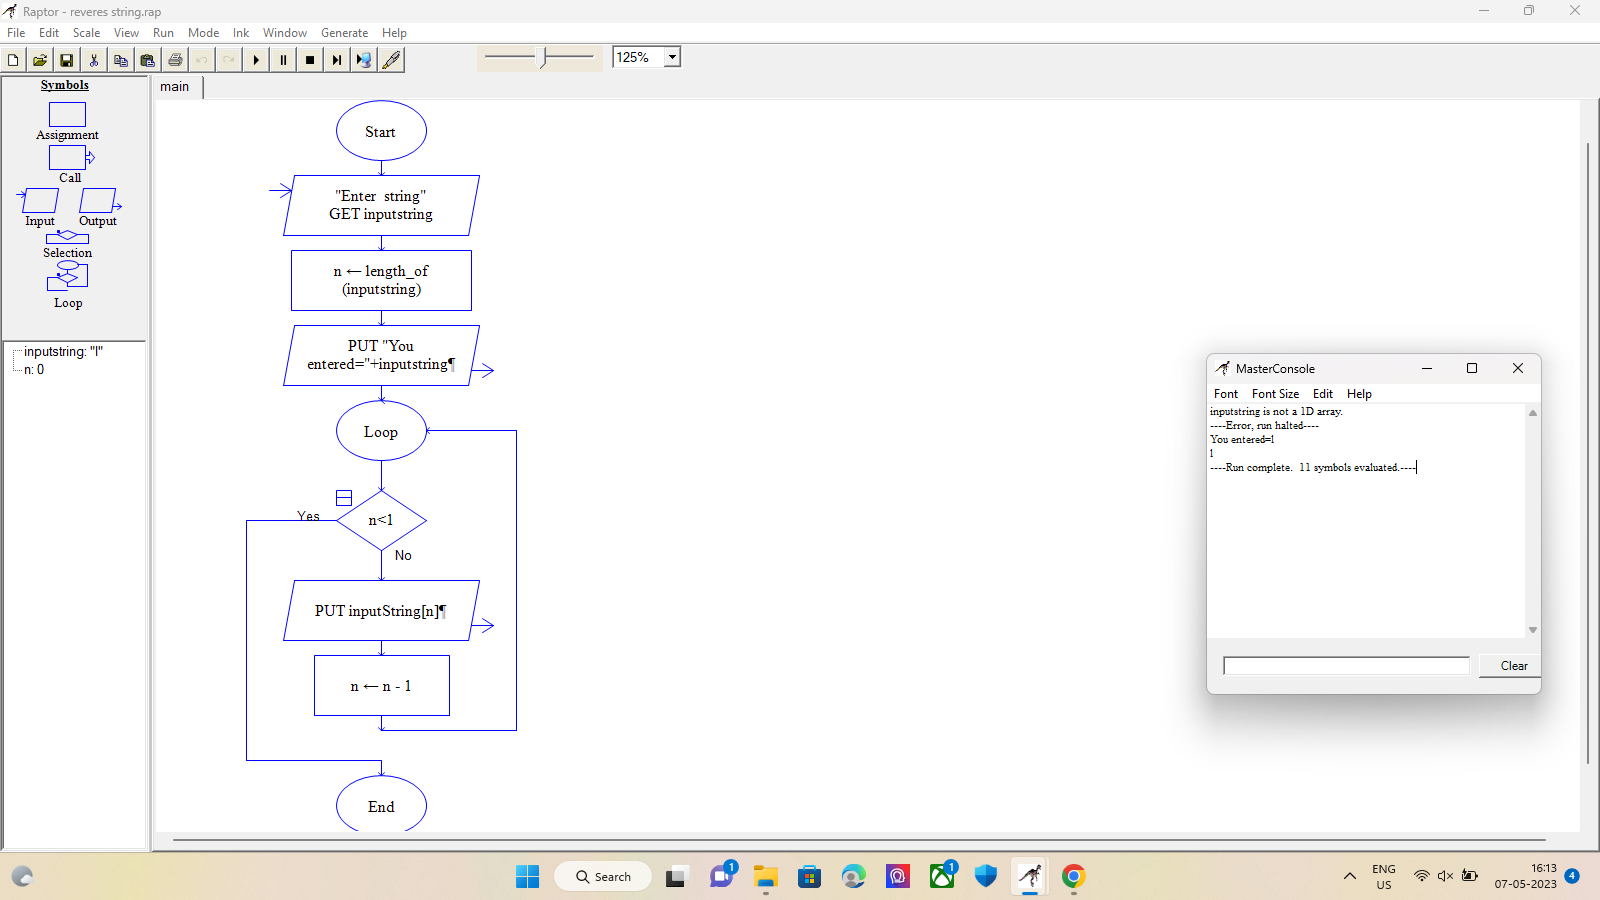 Raptor - reveres string.rap
File Edit Scale View Run Mode Ink Window Generate Help
125%
Symbols
Assignment
Call
Input Output
Selection
Loop
inputstring: "l"
n: 0
main
Start
"Enter  string"
GET inputstring
n ← length_of
(inputstring)
PUT "You
entered="+inputstring¶
Loop
n<1
Yes
No
PUT inputString[n]¶
n ← n - 1
End
MasterConsole
Font Font Size Edit Help
inputstring is not a 1D array.
----Error, run halted----
You entered=l
l
----Run complete.  11 symbols evaluated.----
Clear
Search
1
1
ENG
US
16:13
07-05-2023
4